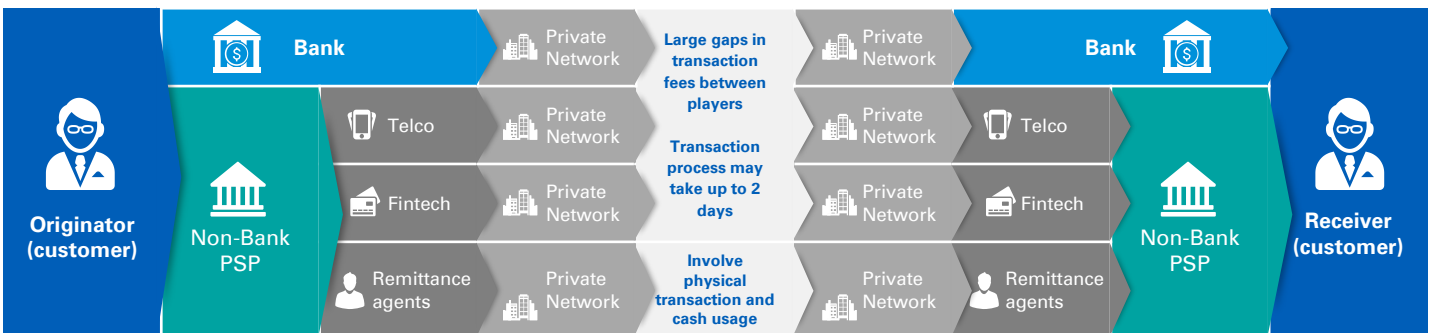 Originator
(customer)
Bank
Non-Bank
PSP
Telco
Fintech
Remittance
agents
Private
Network
Private
Network
Private
Network
Private
Network
Large gaps in
transaction
fees between
players
Transaction
process may
take up to 2
days
Involve
physical
transaction and
cash usage
Private
Network
Private
Network
Private
Network
Private
Network
Bank
Telco
Fintech
Remittance
agents
Non-Bank
PSP
Receiver
(customer)